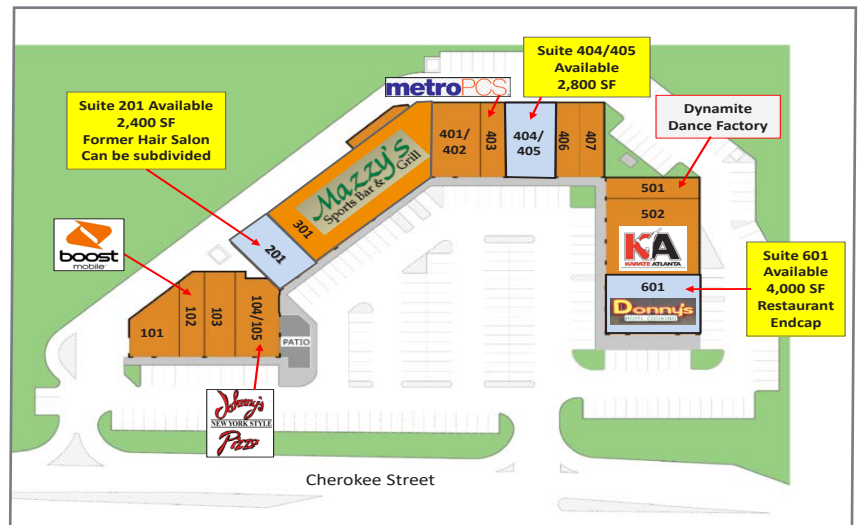 metroPCS
Suite 404/405
Available
2,800 SF
Suite 201 Available
2,400 SF
Former Hair Salon
Can be subdivided
Dynamite
Dance Factory
401/
402
403
404/
405
406
407
Mazzy's
Sports Bar & Grill
301
201
501
502
KA
KARATE ATLANTA
boost
mobile
Suite 601
Available
4,000 SF
Restaurant
Endcap
601
Donny's
HOME COOKING
101
102
103
104/105
PATIO
Johnny's
NEW YORK STYLE
Pizza
Cherokee Street